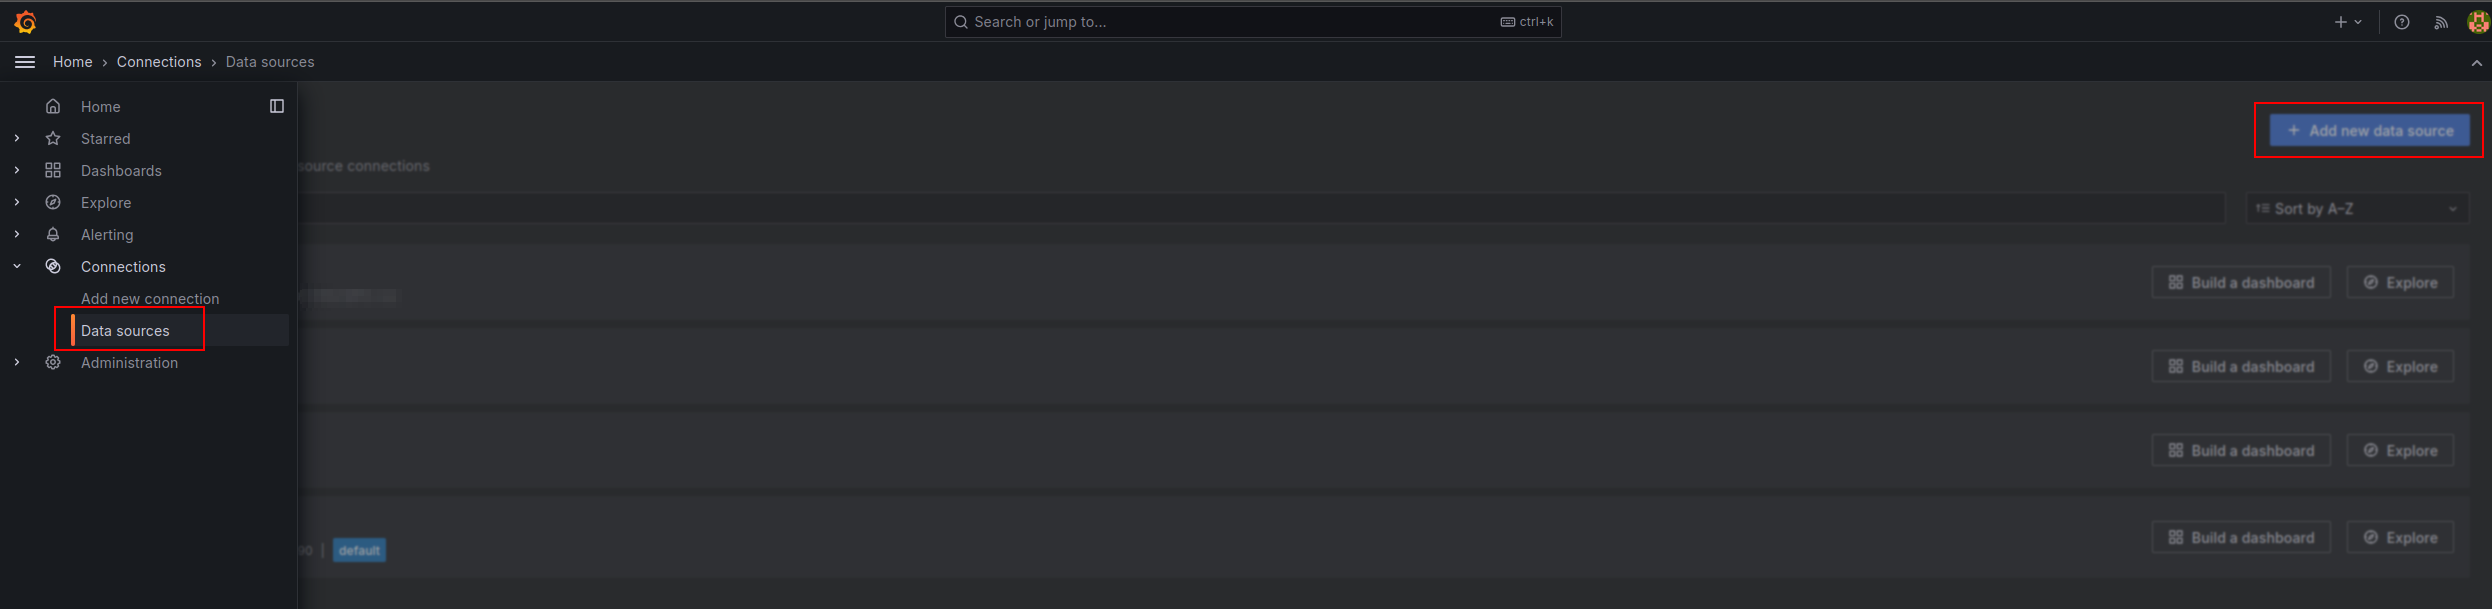 Search or jump to...
ctrl+k
Home › Connections › Data sources
Home
Starred
Dashboards
Explore
Alerting
Connections
Add new connection
Data sources
Administration
Add new data source
source connections
Sort by A–Z
Build a dashboard
Explore
Build a dashboard
Explore
Build a dashboard
Explore
90 | default
Build a dashboard
Explore